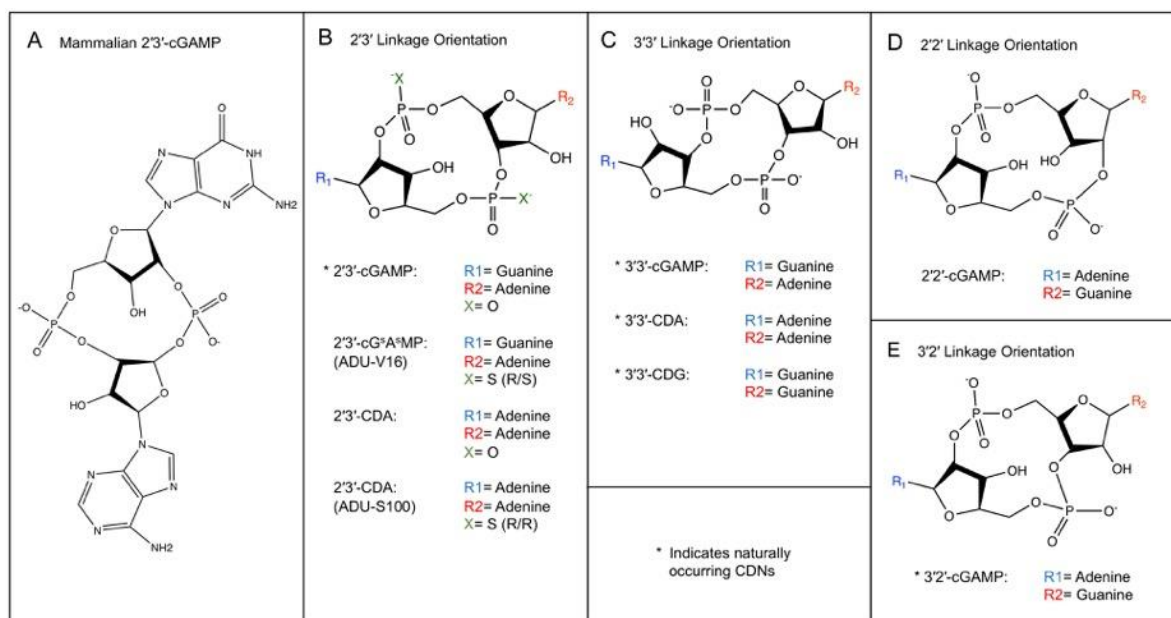 A Mammalian 2′3′-cGAMP
O
N
NH
N
N
NH2
O
O
O
-O
P
OH
O
P
O
O
O
O
O-
HO
O
N
N
N
N
N
NH2
B 2′3′ Linkage Orientation
-X
P
O
O
O
R2
O
O
R1
OH
O
OH
O
O
P
X-
O
* 2′3′-cGAMP: R1= Guanine
R2= Adenine
X= O
2′3′-cGˢAˢMP: R1= Guanine
(ADU-V16) R2= Adenine
X= S (R/S)
2′3′-CDA: R1= Adenine
R2= Adenine
X= O
2′3′-CDA: R1= Adenine
(ADU-S100) R2= Adenine
X= S (R/R)
C 3′3′ Linkage Orientation
O
-O
P
O
O
R2
HO
O
O
OH
R1
O
O
P
O-
O
* 3′3′-cGAMP: R1= Guanine
R2= Adenine
* 3′3′-CDA: R1= Adenine
R2= Adenine
* 3′3′-CDG: R1= Guanine
R2= Guanine
* Indicates naturally
occurring CDNs
D 2′2′ Linkage Orientation
-O
P
O
O
O
R2
O
R1
OH
HO
O
O
O
P
O
O-
2′2′-cGAMP: R1= Adenine
R2= Guanine
E 3′2′ Linkage Orientation
-O
P
O
O
O
R2
O
R1
OH
O
OH
O
O
P
O-
O
* 3′2′-cGAMP: R1= Adenine
R2= Guanine